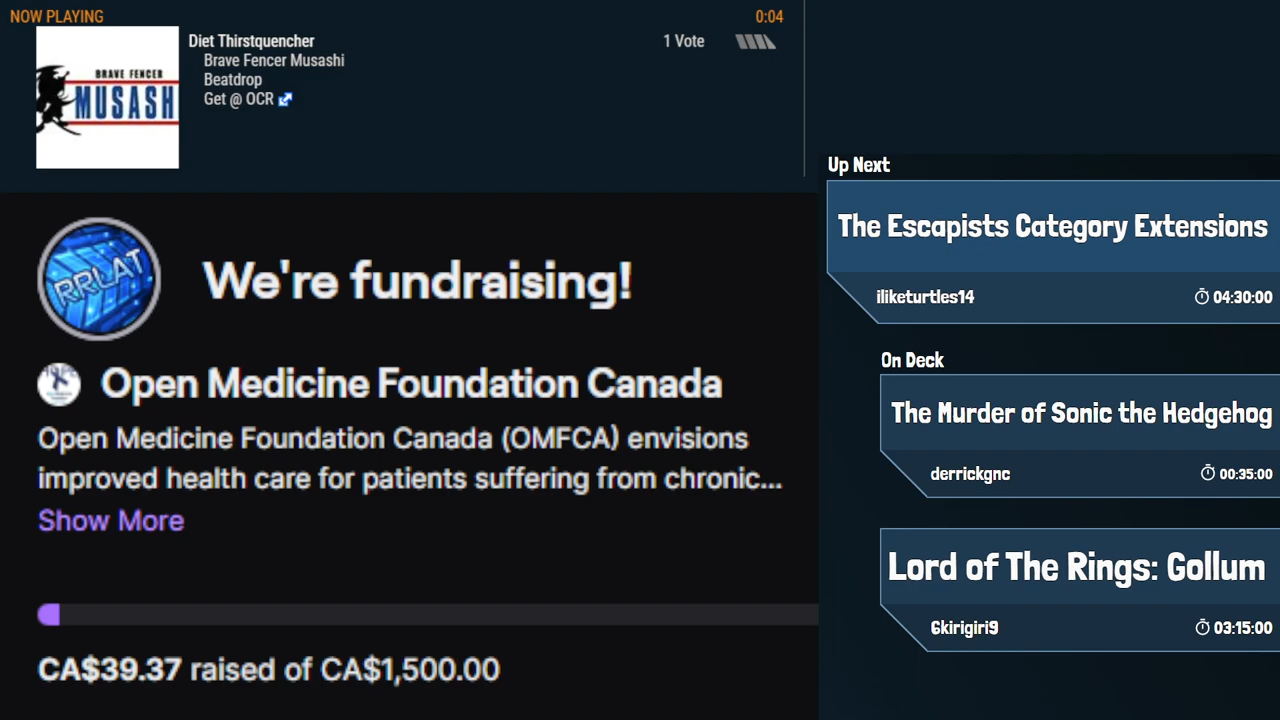 NOW PLAYING
0:04
BRAVE FENCER
MUSASH
Diet Thirstquencher
1 Vote
Brave Fencer Musashi
Beatdrop
Get @ OCR
Up Next
The Escapists Category Extensions
iliketurtles14
04:30:00
On Deck
The Murder of Sonic the Hedgehog
derrickgnc
00:35:00
Lord of The Rings: Gollum
6kirigiri9
03:15:00
RRLAT
We're fundraising!
Open Medicine Foundation Canada
Open Medicine Foundation Canada (OMFCA) envisions
improved health care for patients suffering from chronic...
Show More
CA$39.37 raised of CA$1,500.00